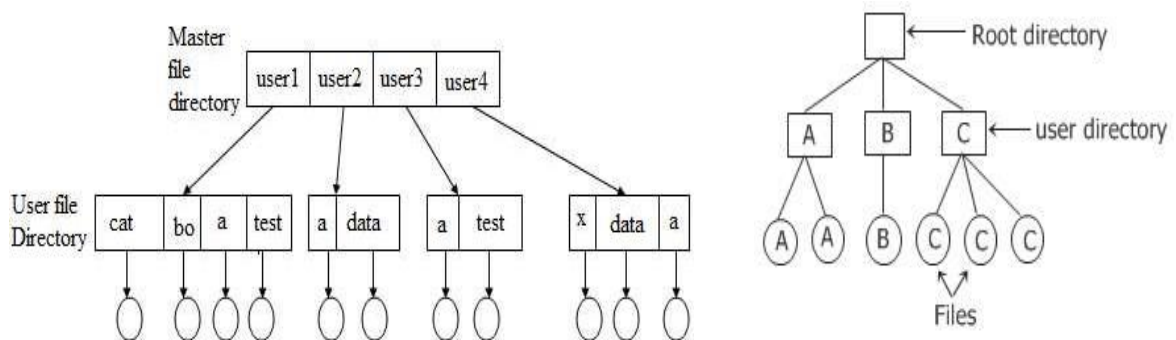 Master
file
directory
user1 user2 user3 user4
User file
Directory
cat bo a test a data a test x data a
Root directory
A B C
user directory
A A B C C C
Files